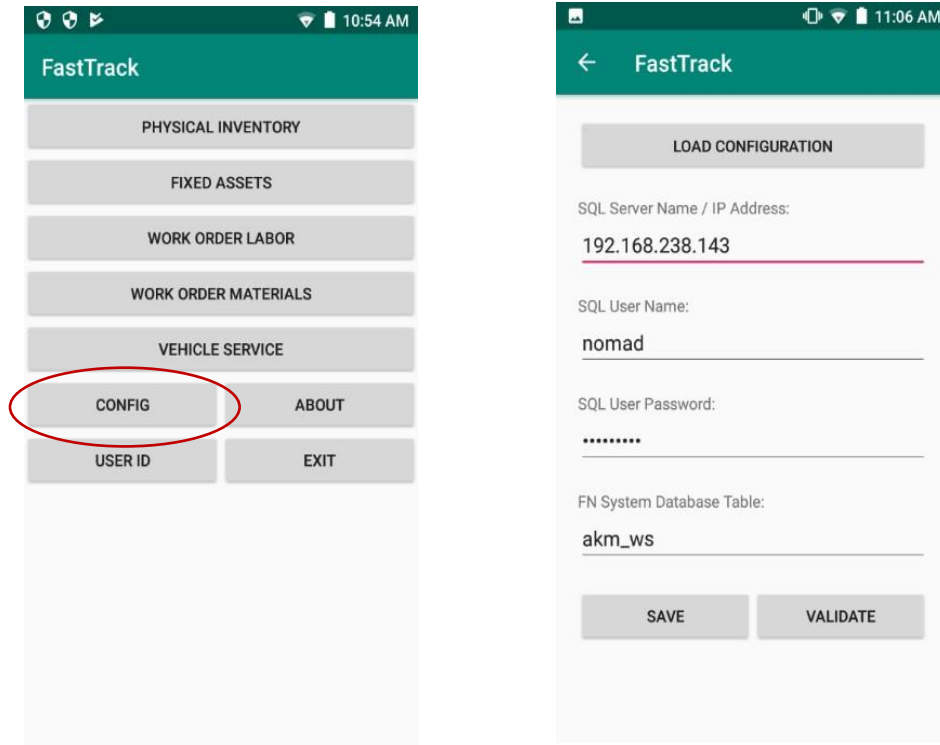 10:54 AM
FastTrack
PHYSICAL INVENTORY
FIXED ASSETS
WORK ORDER LABOR
WORK ORDER MATERIALS
VEHICLE SERVICE
CONFIG
ABOUT
USER ID
EXIT
11:06 AM
FastTrack
LOAD CONFIGURATION
SQL Server Name / IP Address:
192.168.238.143
SQL User Name:
nomad
SQL User Password:
•••••••••
FN System Database Table:
akm_ws
SAVE
VALIDATE